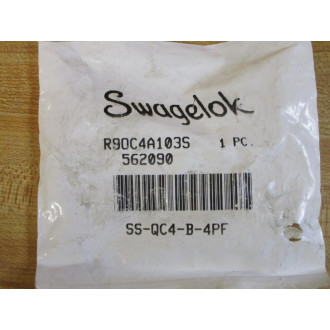 Swagelok
R90C4A103S 1 PC.
562090
SS-QC4-B-4PF